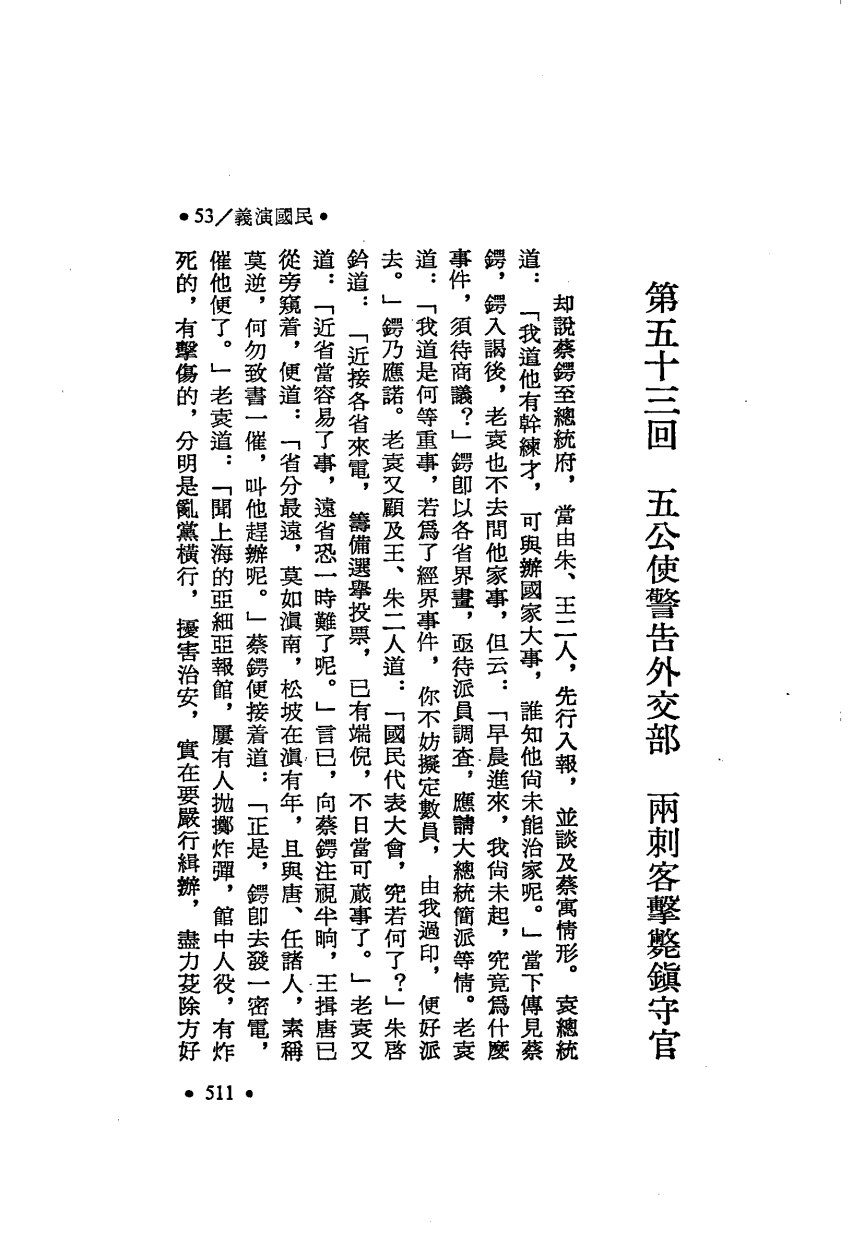 •53/義演國民•
第五十三回　五公使警告外交部　兩刺客擊斃鎭守官
却說蔡鍔至總統府，當由朱、王二人，先行入報，並談及蔡寓情形。袁總統
道：「我道他有幹練才，可與辦國家大事，誰知他尙未能治家呢。」當下傳見蔡
鍔，鍔入謁後，老袁也不去問他家事，但云：「早晨進來，我尙未起，究竟爲什麼
事件，須待商議？」鍔卽以各省界畫，亟待派員調查，應請大總統簡派等情。老袁
道：「我道是何等重事，若爲了經界事件，你不妨擬定數員，由我過印，便好派
去。」鍔乃應諾。老袁又顧及王、朱二人道：「國民代表大會，究若何了？」朱啓
鈐道：「近接各省來電，籌備選舉投票，已有端倪，不日當可蕆事了。」老袁又
道：「近省當容易了事，遠省恐一時難了呢。」言已，向蔡鍔注視半晌，王揖唐已
從旁窺着，便道：「省分最遠，莫如滇南，松坡在滇有年，且與唐、任諸人，素稱
莫逆，何勿致書一催，叫他趕辦呢。」蔡鍔便接着道：「正是，鍔卽去發一密電，
催他便了。」老袁道：「聞上海的亞細亞報館，屢有人拋擲炸彈，館中人役，有炸
死的，有擊傷的，分明是亂黨橫行，擾害治安，實在要嚴行緝辦，盡力芟除方好
•511•